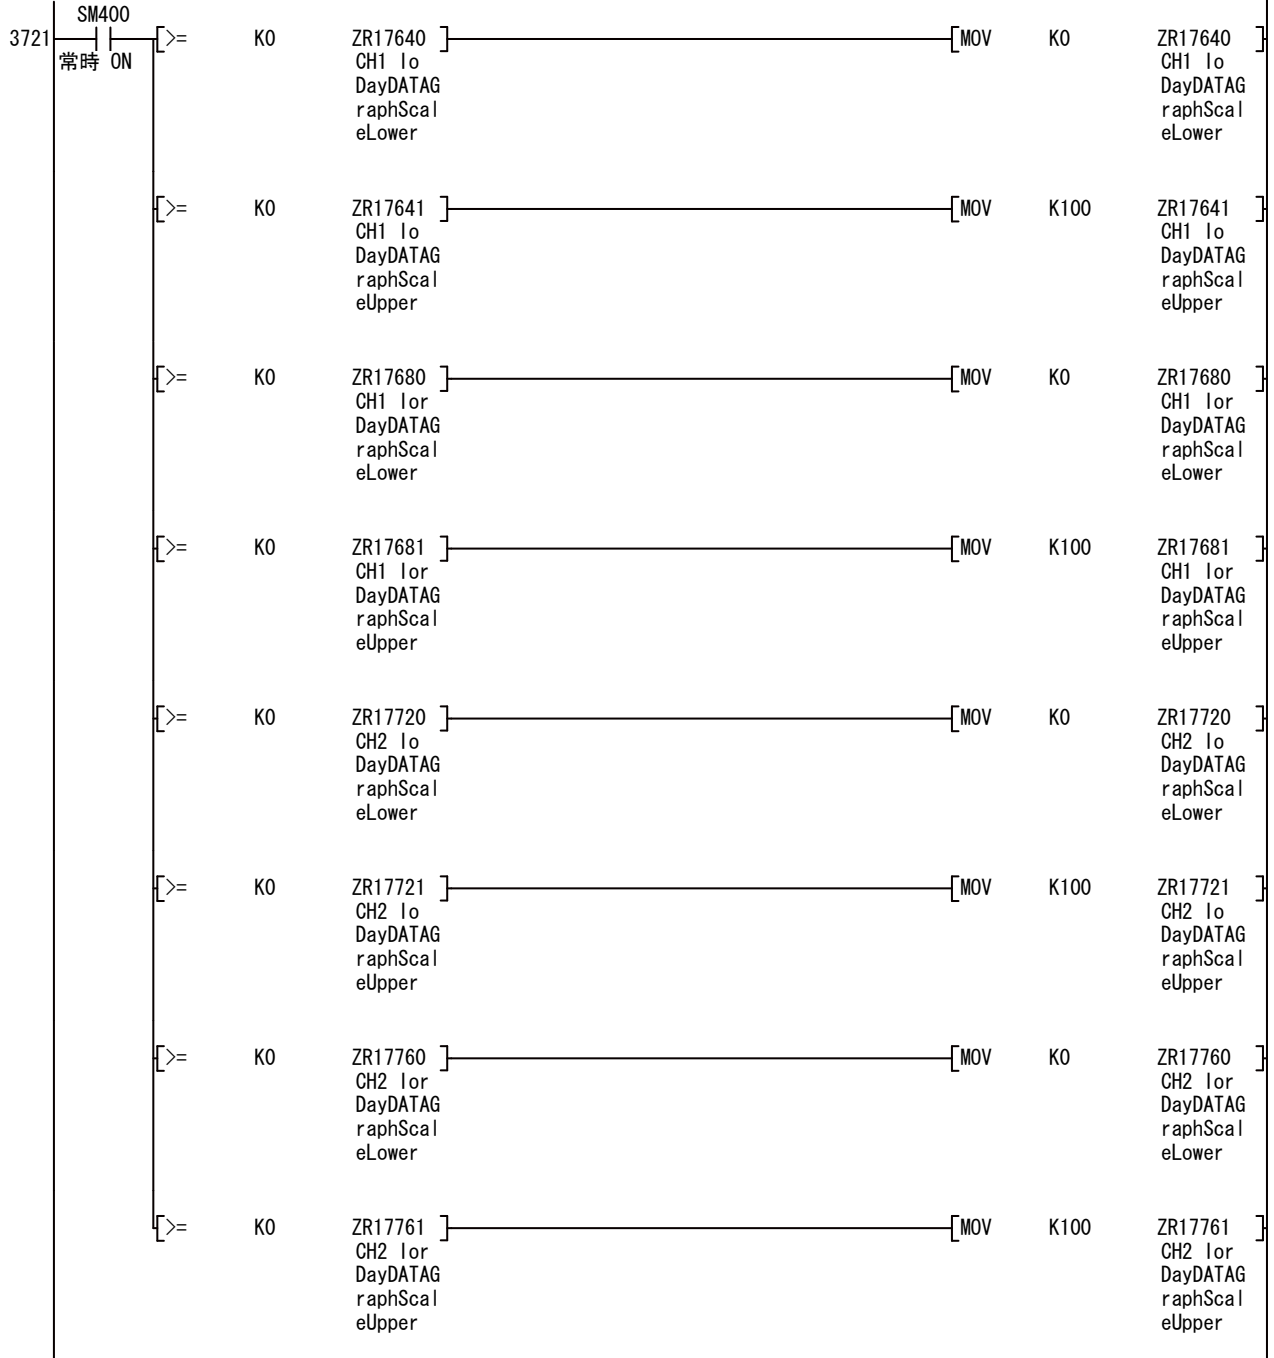 SM400
3721 [>= K0 ZR17640 ] [MOV K0 ZR17640 ]
常時 ON CH1 Io CH1 Io
DayDATAG DayDATAG
raphScal raphScal
eLower eLower
[>= K0 ZR17641 ] [MOV K100 ZR17641 ]
CH1 Io CH1 Io
DayDATAG DayDATAG
raphScal raphScal
eUpper eUpper
[>= K0 ZR17680 ] [MOV K0 ZR17680 ]
CH1 Ior CH1 Ior
DayDATAG DayDATAG
raphScal raphScal
eLower eLower
[>= K0 ZR17681 ] [MOV K100 ZR17681 ]
CH1 Ior CH1 Ior
DayDATAG DayDATAG
raphScal raphScal
eUpper eUpper
[>= K0 ZR17720 ] [MOV K0 ZR17720 ]
CH2 Io CH2 Io
DayDATAG DayDATAG
raphScal raphScal
eLower eLower
[>= K0 ZR17721 ] [MOV K100 ZR17721 ]
CH2 Io CH2 Io
DayDATAG DayDATAG
raphScal raphScal
eUpper eUpper
[>= K0 ZR17760 ] [MOV K0 ZR17760 ]
CH2 Ior CH2 Ior
DayDATAG DayDATAG
raphScal raphScal
eLower eLower
[>= K0 ZR17761 ] [MOV K100 ZR17761 ]
CH2 Ior CH2 Ior
DayDATAG DayDATAG
raphScal raphScal
eUpper eUpper